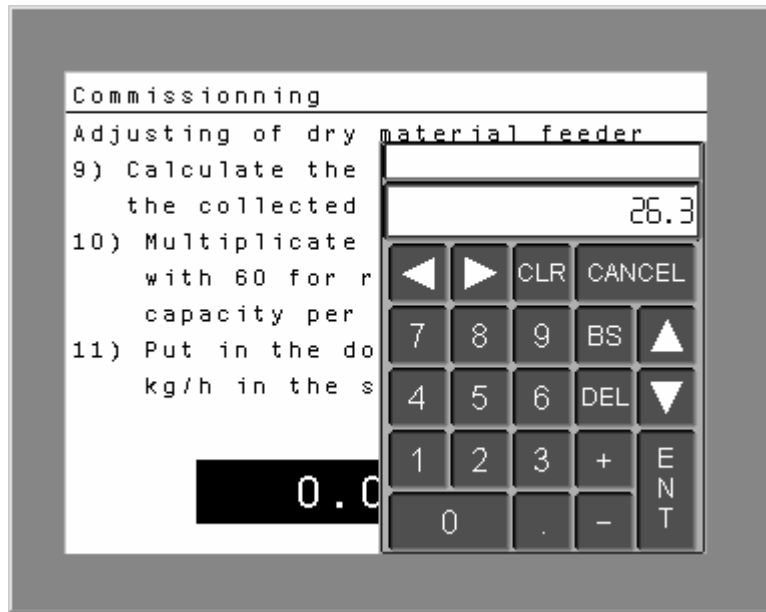 Commissionning
Adjusting of dry material feeder
9) Calculate the
the collected
10) Multiplicate
with 60 for r
capacity per
11) Put in the do
kg/h in the s
0.0
26.3
CLR CANCEL
7 8 9 BS
4 5 6 DEL
1 2 3 + ENT
0 . -